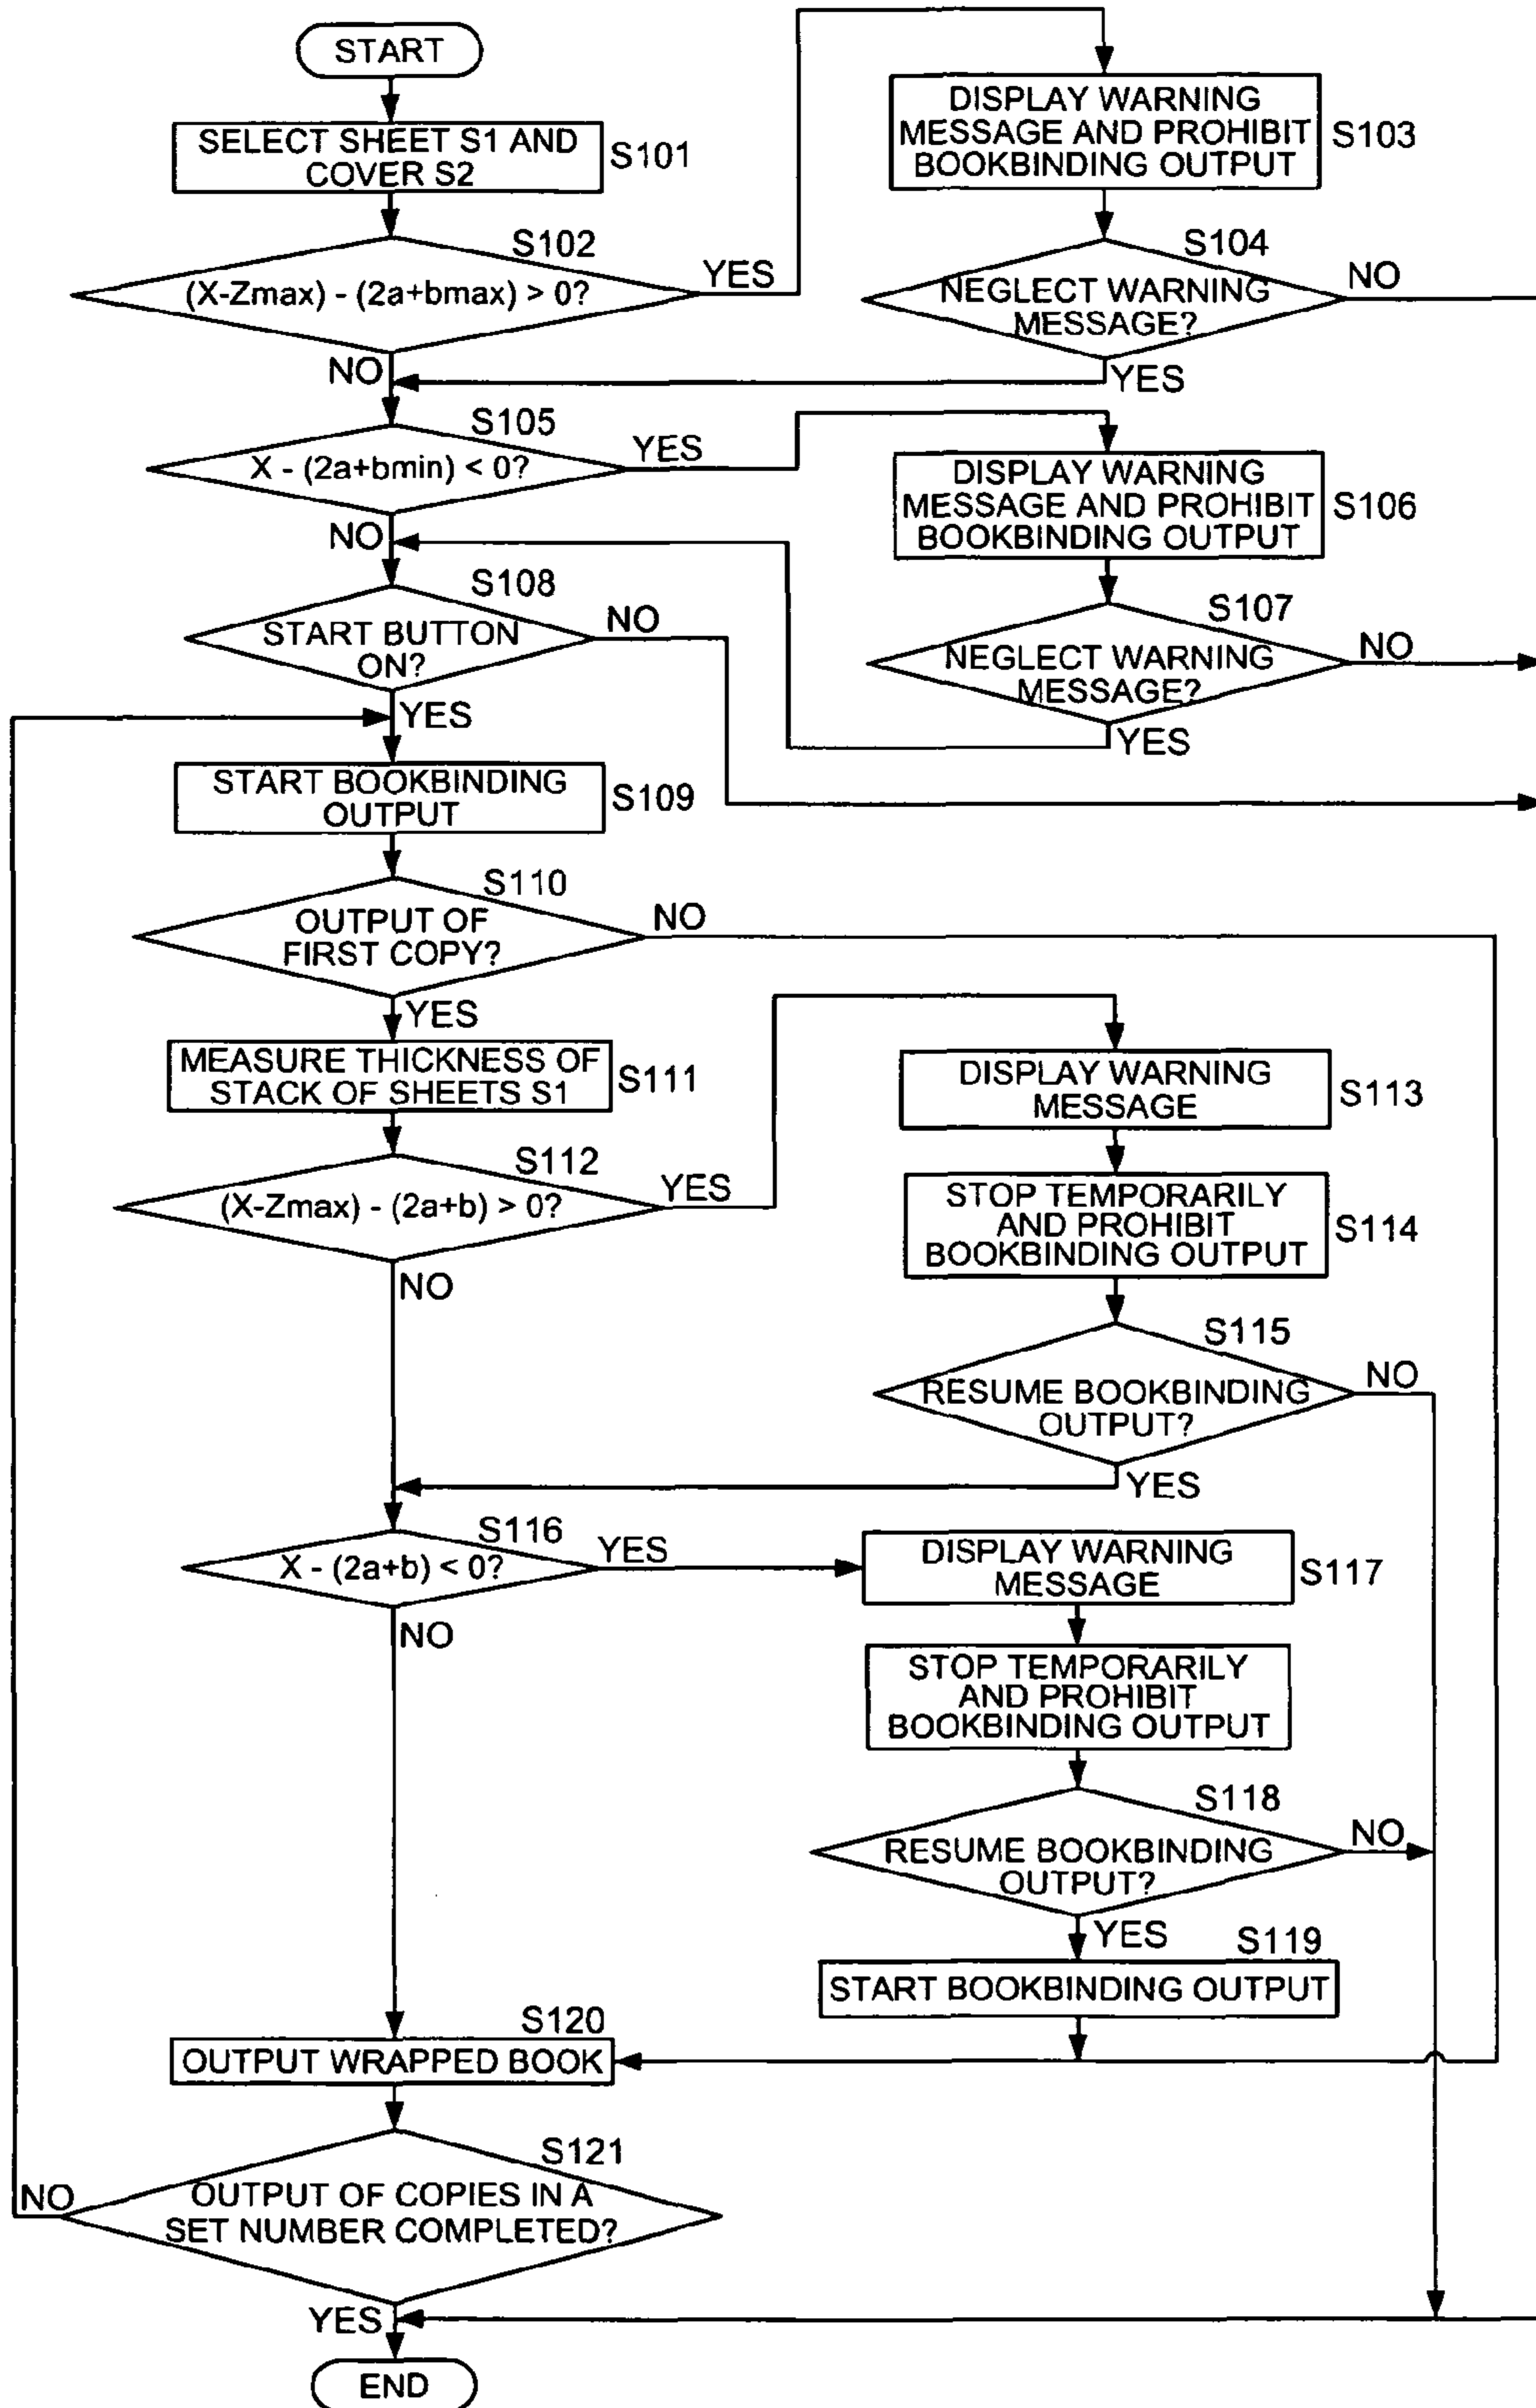 START
SELECT SHEET S1 AND
COVER S2
S101
S102
(X-Zmax) - (2a+bmax) > 0?
YES
NO
DISPLAY WARNING
MESSAGE AND PROHIBIT
BOOKBINDING OUTPUT
S103
S104
NEGLECT WARNING
MESSAGE?
NO
YES
S105
X - (2a+bmin) < 0?
YES
NO
DISPLAY WARNING
MESSAGE AND PROHIBIT
BOOKBINDING OUTPUT
S106
S107
NEGLECT WARNING
MESSAGE?
NO
YES
S108
START BUTTON
ON?
NO
YES
START BOOKBINDING
OUTPUT
S109
S110
OUTPUT OF
FIRST COPY?
NO
YES
MEASURE THICKNESS OF
STACK OF SHEETS S1
S111
S112
(X-Zmax) - (2a+b) > 0?
YES
NO
DISPLAY WARNING
MESSAGE
S113
STOP TEMPORARILY
AND PROHIBIT
BOOKBINDING OUTPUT
S114
S115
RESUME BOOKBINDING
OUTPUT?
NO
YES
S116
X - (2a+b) < 0?
YES
NO
DISPLAY WARNING
MESSAGE
S117
STOP TEMPORARILY
AND PROHIBIT
BOOKBINDING OUTPUT
S118
RESUME BOOKBINDING
OUTPUT?
NO
YES
S119
START BOOKBINDING OUTPUT
S120
OUTPUT WRAPPED BOOK
S121
OUTPUT OF COPIES IN A
SET NUMBER COMPLETED?
NO
YES
END